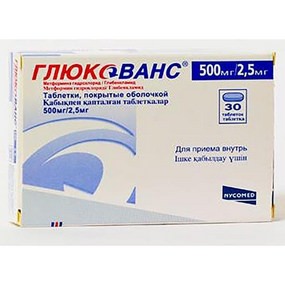 ГЛЮКОВАНС® 500мг/2,5мг
Метформина гидрохлорид/Глибенкламид
Метформин гидрохлориді/Глибенкламид
Таблетки, покрытые оболочкой
Қабықпен қапталған таблеткалар
500мг/2,5мг
30
таблеток
таблетка
Для приема внутрь
Ішке қабылдау үшін
NYCOMED